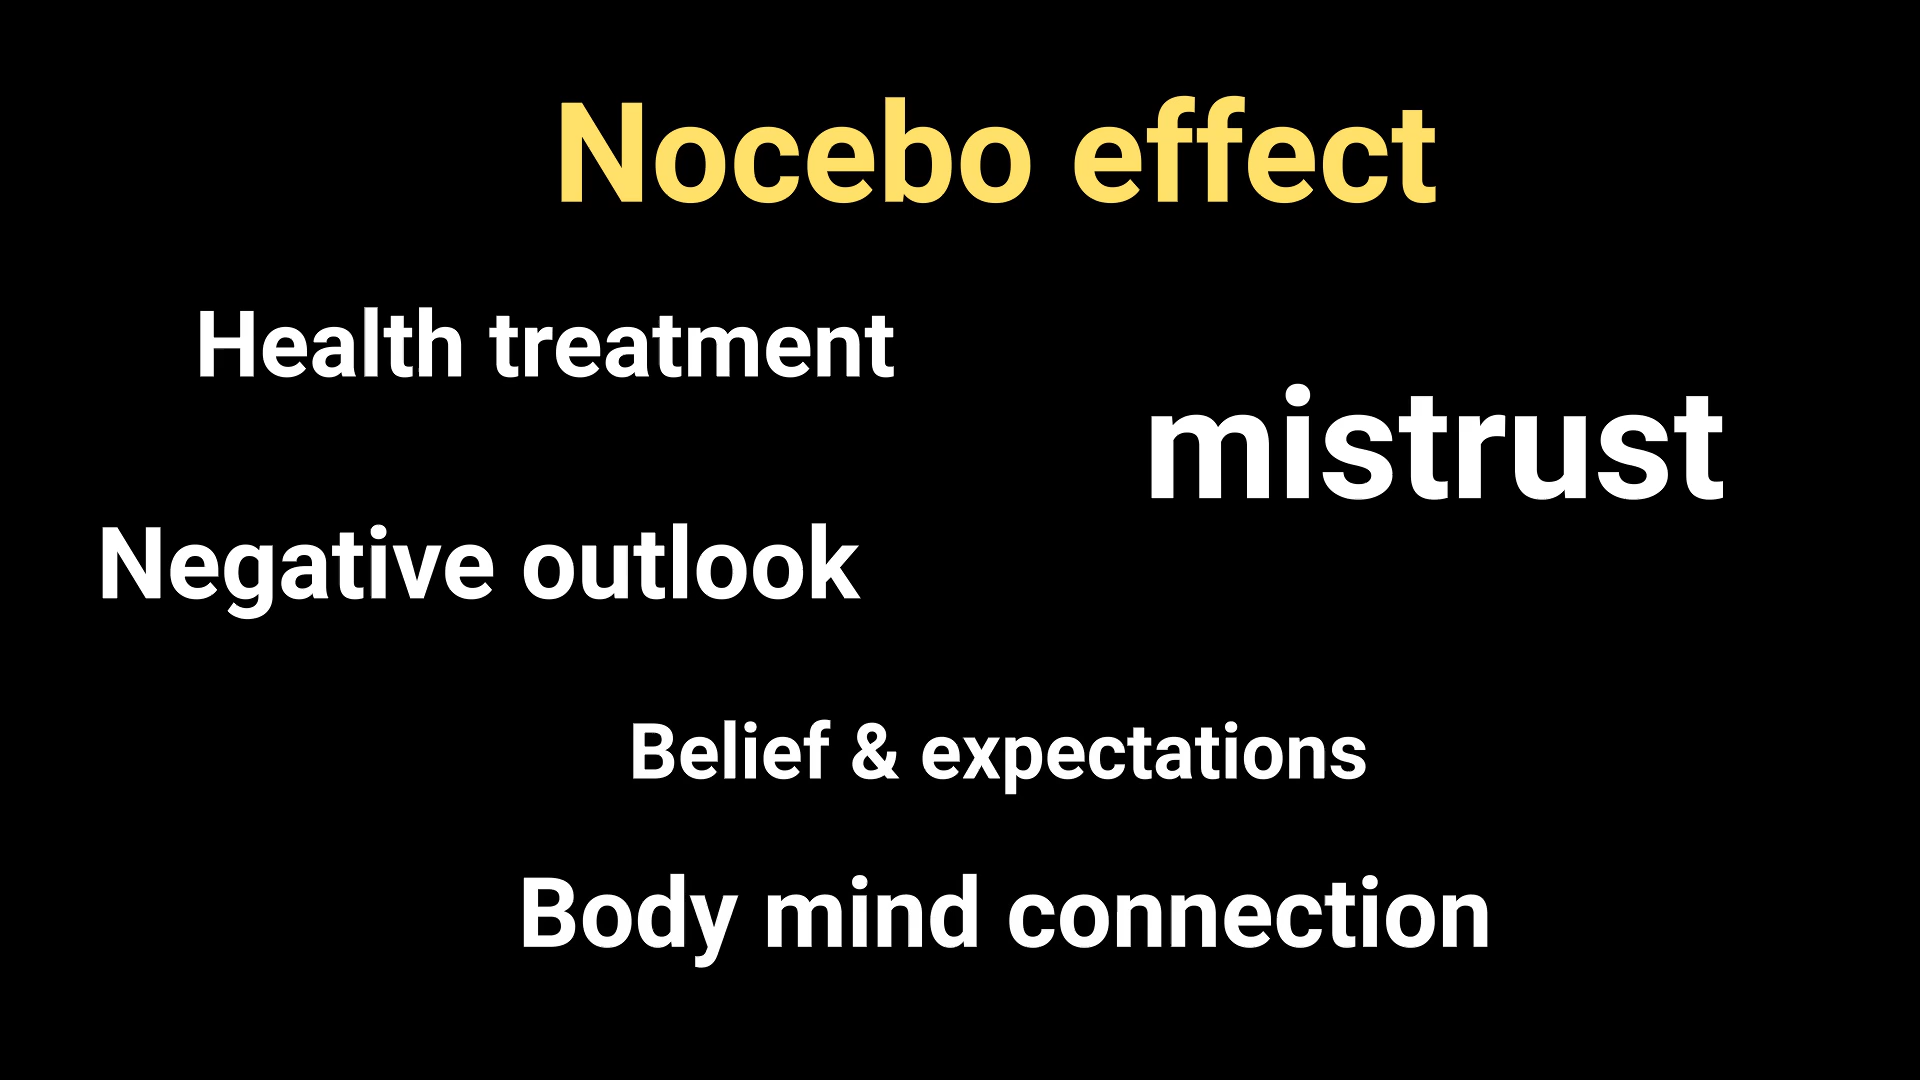 Nocebo effect
Health treatment
mistrust
Negative outlook
Belief & expectations
Body mind connection